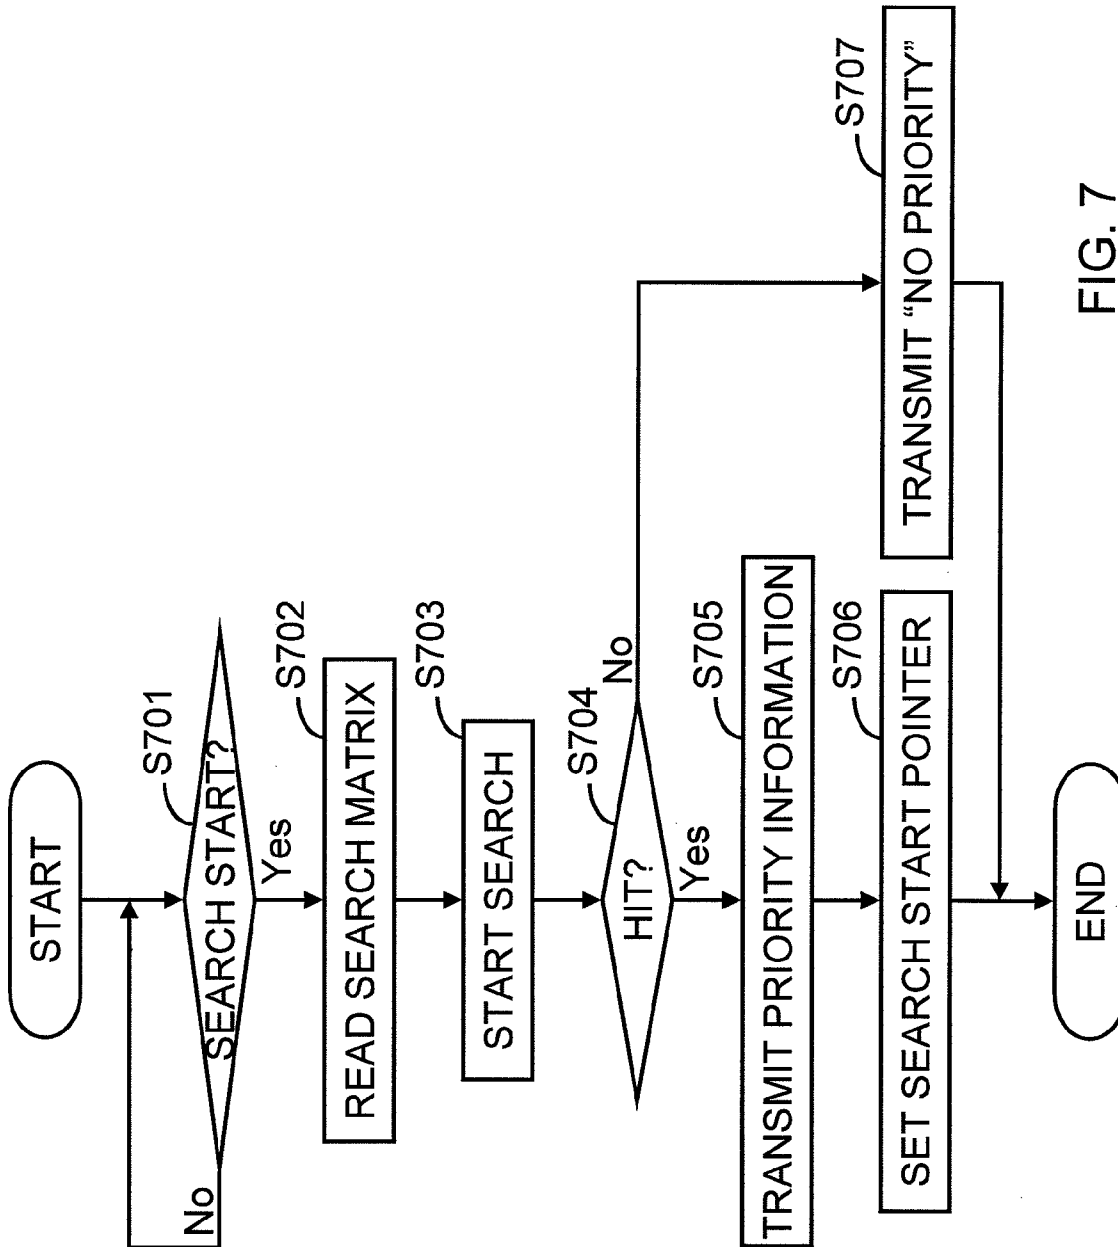 START
S701
SEARCH START?
No
Yes
S702
READ SEARCH MATRIX
S703
START SEARCH
S704
HIT?
No
Yes
S705
TRANSMIT PRIORITY INFORMATION
S706
SET SEARCH START POINTER
S707
TRANSMIT “NO PRIORITY”
END
FIG. 7